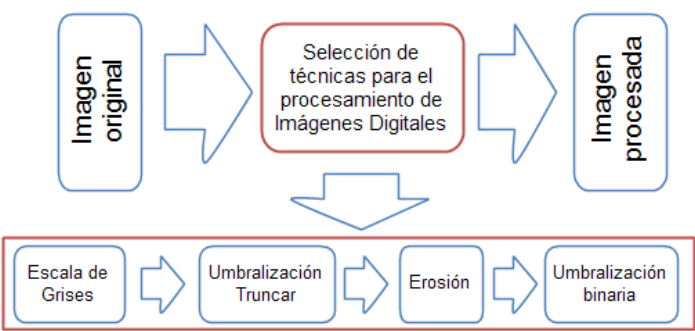 Imagen
original
Selección de
técnicas para el
procesamiento de
Imágenes Digitales
Imagen
procesada
Escala de
Grises
Umbralización
Truncar
Erosión
Umbralización
binaria